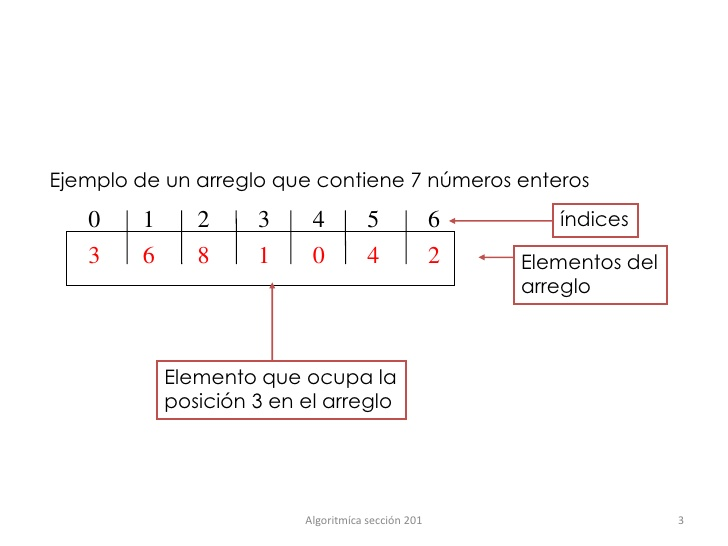 Ejemplo de un arreglo que contiene 7 números enteros
0 1 2 3 4 5 6
índices
3 6 8 1 0 4 2
Elementos del
arreglo
Elemento que ocupa la
posición 3 en el arreglo
Algoritmíca sección 201
3